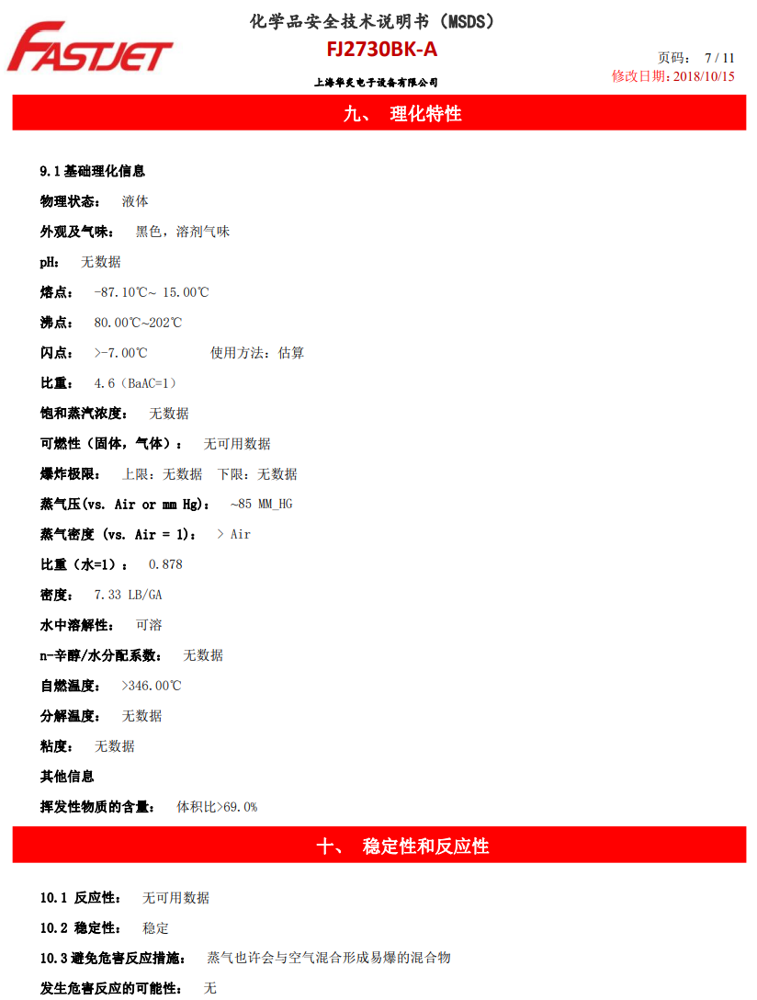 FASTJET
化学品安全技术说明书（MSDS）
FJ2730BK-A
上海华炙电子设备有限公司
页码： 7 / 11
修改日期：2018/10/15
九、 理化特性
9.1 基础理化信息
物理状态： 液体
外观及气味： 黑色，溶剂气味
pH： 无数据
熔点： -87.10℃~ 15.00℃
沸点： 80.00℃~202℃
闪点： >-7.00℃ 使用方法：估算
比重： 4.6（BaAC=1）
饱和蒸汽浓度： 无数据
可燃性（固体，气体）： 无可用数据
爆炸极限： 上限：无数据 下限：无数据
蒸气压(vs. Air or mm Hg)： ~85 MM_HG
蒸气密度 (vs. Air = 1)： > Air
比重（水=1）： 0.878
密度： 7.33 LB/GA
水中溶解性： 可溶
n-辛醇/水分配系数： 无数据
自燃温度： >346.00℃
分解温度： 无数据
粘度： 无数据
其他信息
挥发性物质的含量： 体积比>69.0%
十、 稳定性和反应性
10.1 反应性： 无可用数据
10.2 稳定性： 稳定
10.3 避免危害反应措施： 蒸气也许会与空气混合形成易爆的混合物
发生危害反应的可能性： 无